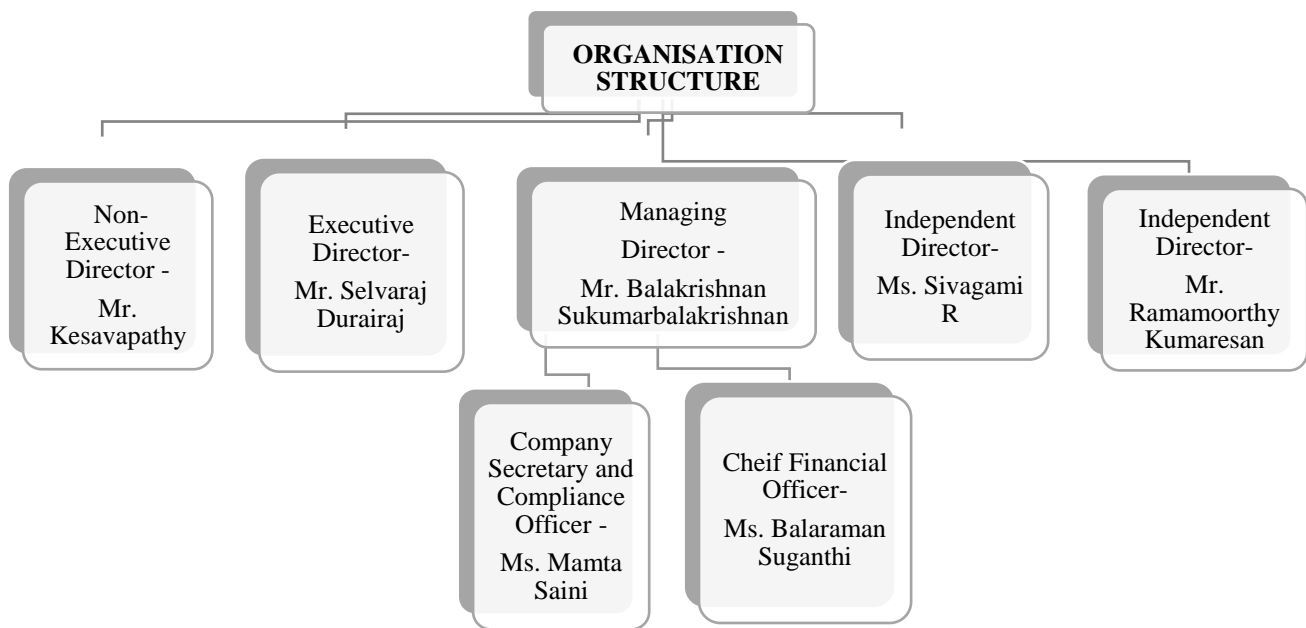 ORGANISATION
STRUCTURE
Non-
Executive
Director -
Mr.
Kesavapathy
Executive
Director-
Mr. Selvaraj
Durairaj
Managing
Director -
Mr. Balakrishnan
Sukumarbalakrishnan
Independent
Director-
Ms. Sivagami
R
Independent
Director-
Mr.
Ramamoorthy
Kumaresan
Company
Secretary and
Compliance
Officer -
Ms. Mamta
Saini
Cheif Financial
Officer-
Ms. Balaraman
Suganthi